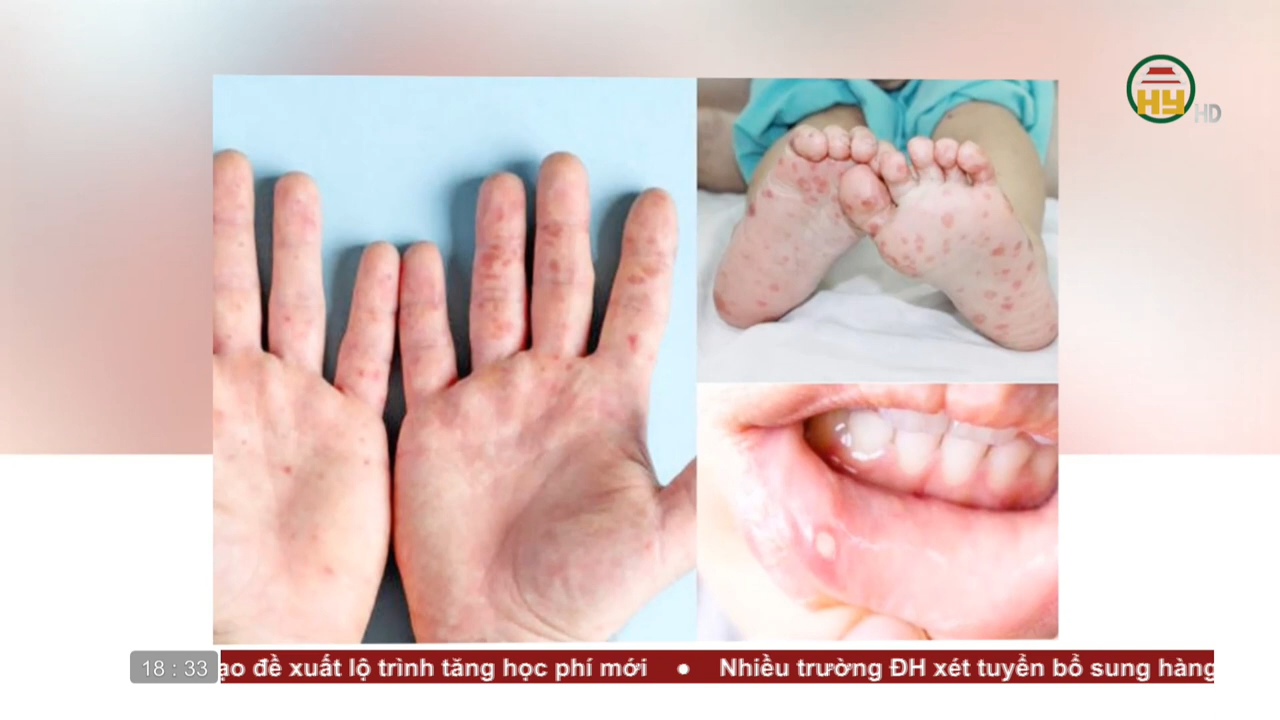 HY HD
18 : 33 ạo đề xuất lộ trình tăng học phí mới ● Nhiều trường ĐH xét tuyển bổ sung hàng